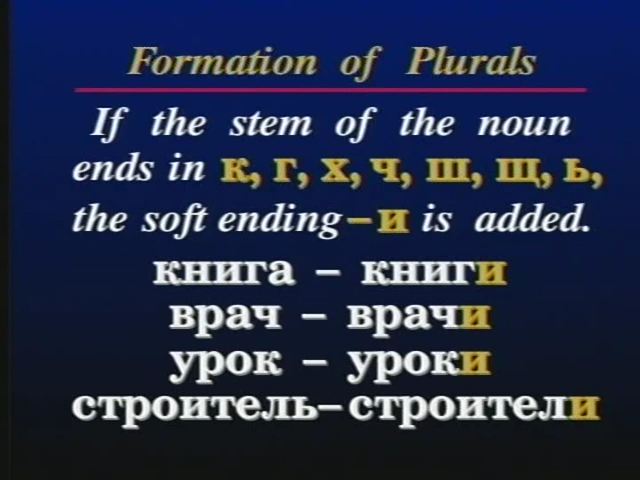 Formation of Plurals
If the stem of the noun
ends in к, г, х, ч, ш, щ, ь,
the soft ending – и is added.
книга – книги
врач – врачи
урок – уроки
строитель – строители